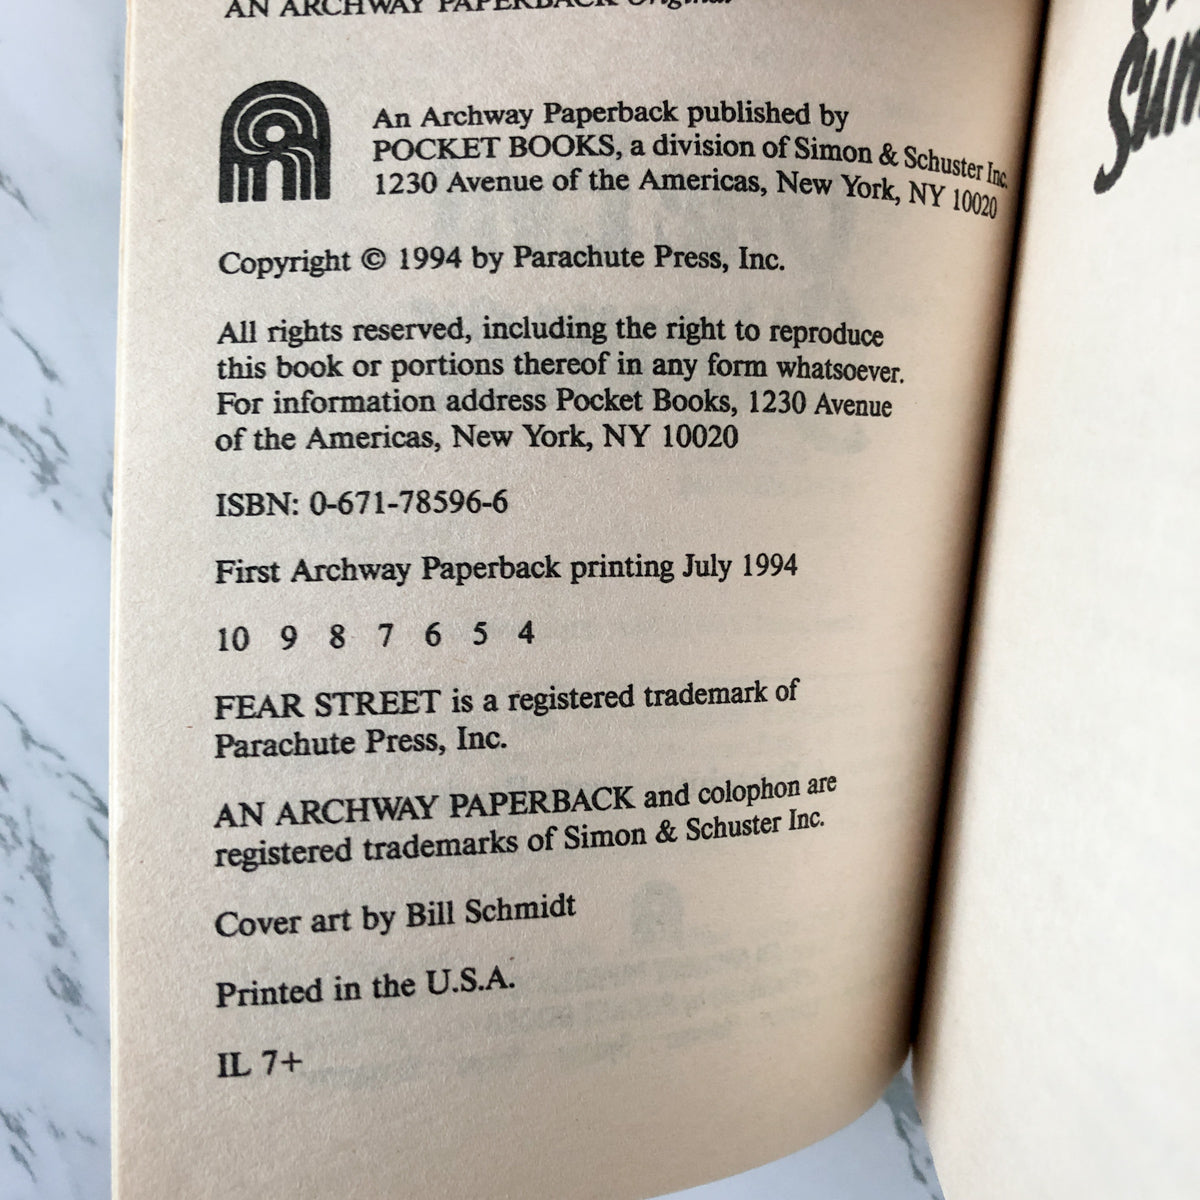 AN ARCHWAY PAPERBACK Original
An Archway Paperback published by
POCKET BOOKS, a division of Simon & Schuster Inc.
1230 Avenue of the Americas, New York, NY 10020
Copyright © 1994 by Parachute Press, Inc.
All rights reserved, including the right to reproduce
this book or portions thereof in any form whatsoever.
For information address Pocket Books, 1230 Avenue
of the Americas, New York, NY 10020
ISBN: 0-671-78596-6
First Archway Paperback printing July 1994
10 9 8 7 6 5 4
FEAR STREET is a registered trademark of
Parachute Press, Inc.
AN ARCHWAY PAPERBACK and colophon are
registered trademarks of Simon & Schuster Inc.
Cover art by Bill Schmidt
Printed in the U.S.A.
IL 7+